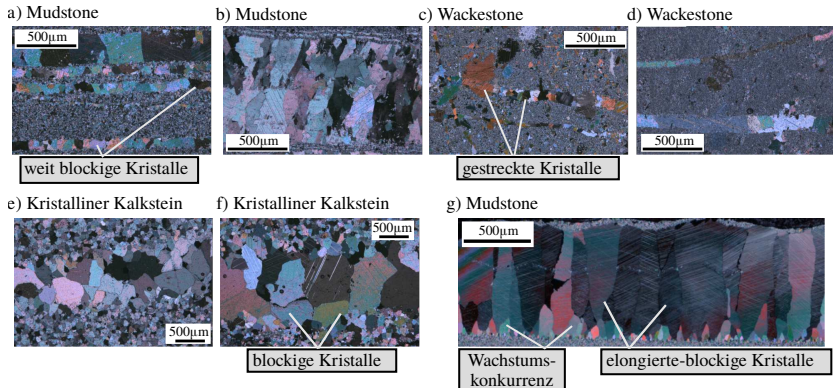 a) Mudstone
b) Mudstone
c) Wackestone
d) Wackestone
500µm
500µm
500µm
500µm
weit blockige Kristalle
gestreckte Kristalle
e) Kristalliner Kalkstein
f) Kristalliner Kalkstein
g) Mudstone
500µm
500µm
500µm
blockige Kristalle
Wachstums-
konkurrenz
elongierte-blockige Kristalle